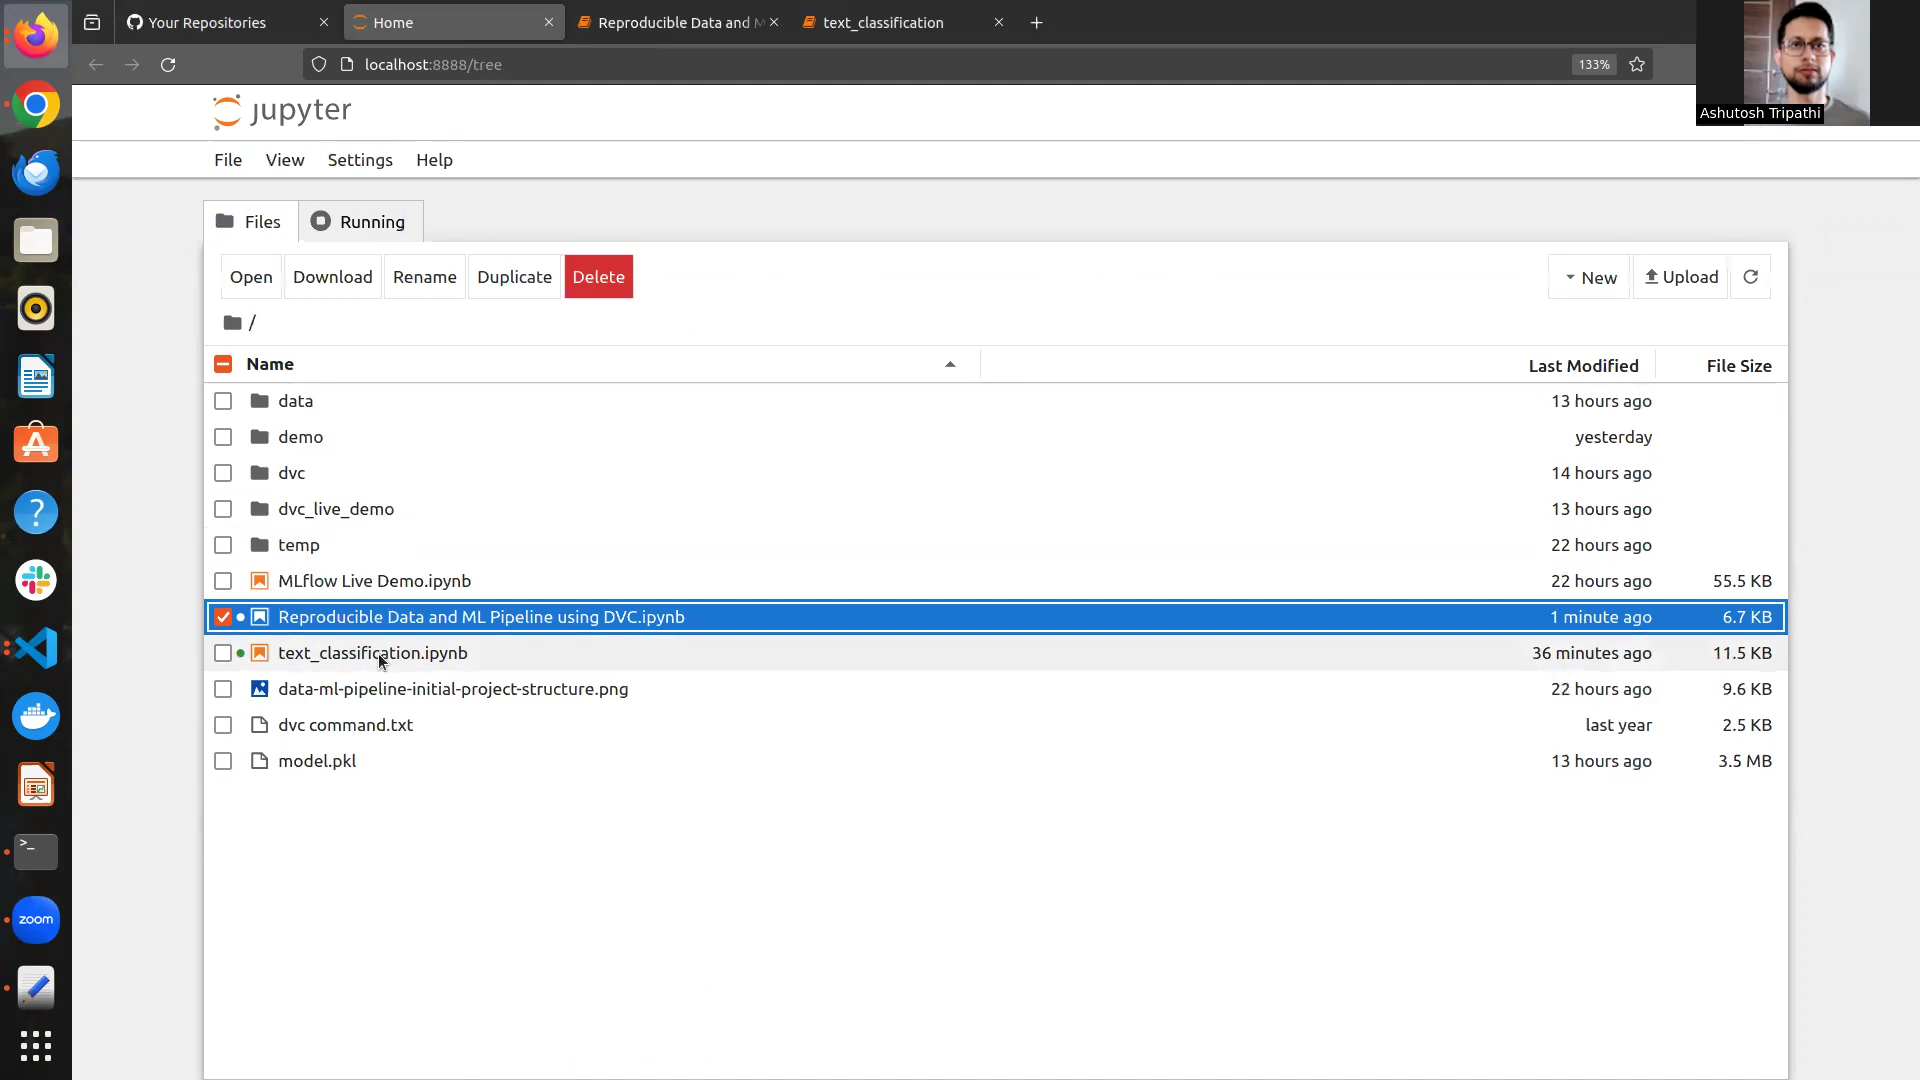 Your Repositories
Home
Reproducible Data and M
text_classification
localhost:8888/tree
133%
Ashutosh Tripathi
jupyter
File View Settings Help
Files Running
Open Download Rename Duplicate Delete
New Upload
/
Name Last Modified File Size
data 13 hours ago
demo yesterday
dvc 14 hours ago
dvc_live_demo 13 hours ago
temp 22 hours ago
MLflow Live Demo.ipynb 22 hours ago 55.5 KB
Reproducible Data and ML Pipeline using DVC.ipynb 1 minute ago 6.7 KB
text_classification.ipynb 36 minutes ago 11.5 KB
data-ml-pipeline-initial-project-structure.png 22 hours ago 9.6 KB
dvc command.txt last year 2.5 KB
model.pkl 13 hours ago 3.5 MB
zoom